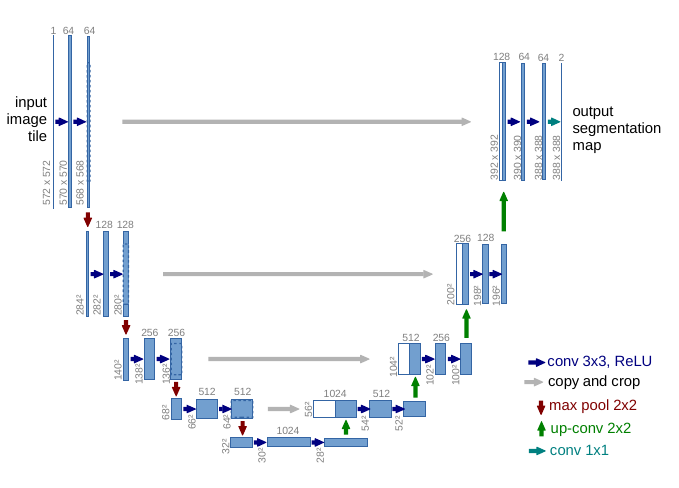 1 64 64
128 64 64 2
input
image
tile
output
segmentation
map
572 x 572
570 x 570
568 x 568
392 x 392
390 x 390
388 x 388
388 x 388
128 128
256 128
284²
282²
280²
200²
198²
196²
256 256
512 256
140²
138²
136²
104²
102²
100²
512 512
1024 512
68²
66²
64²
56²
54²
52²
1024
32²
30²
28²
conv 3x3, ReLU
copy and crop
max pool 2x2
up-conv 2x2
conv 1x1